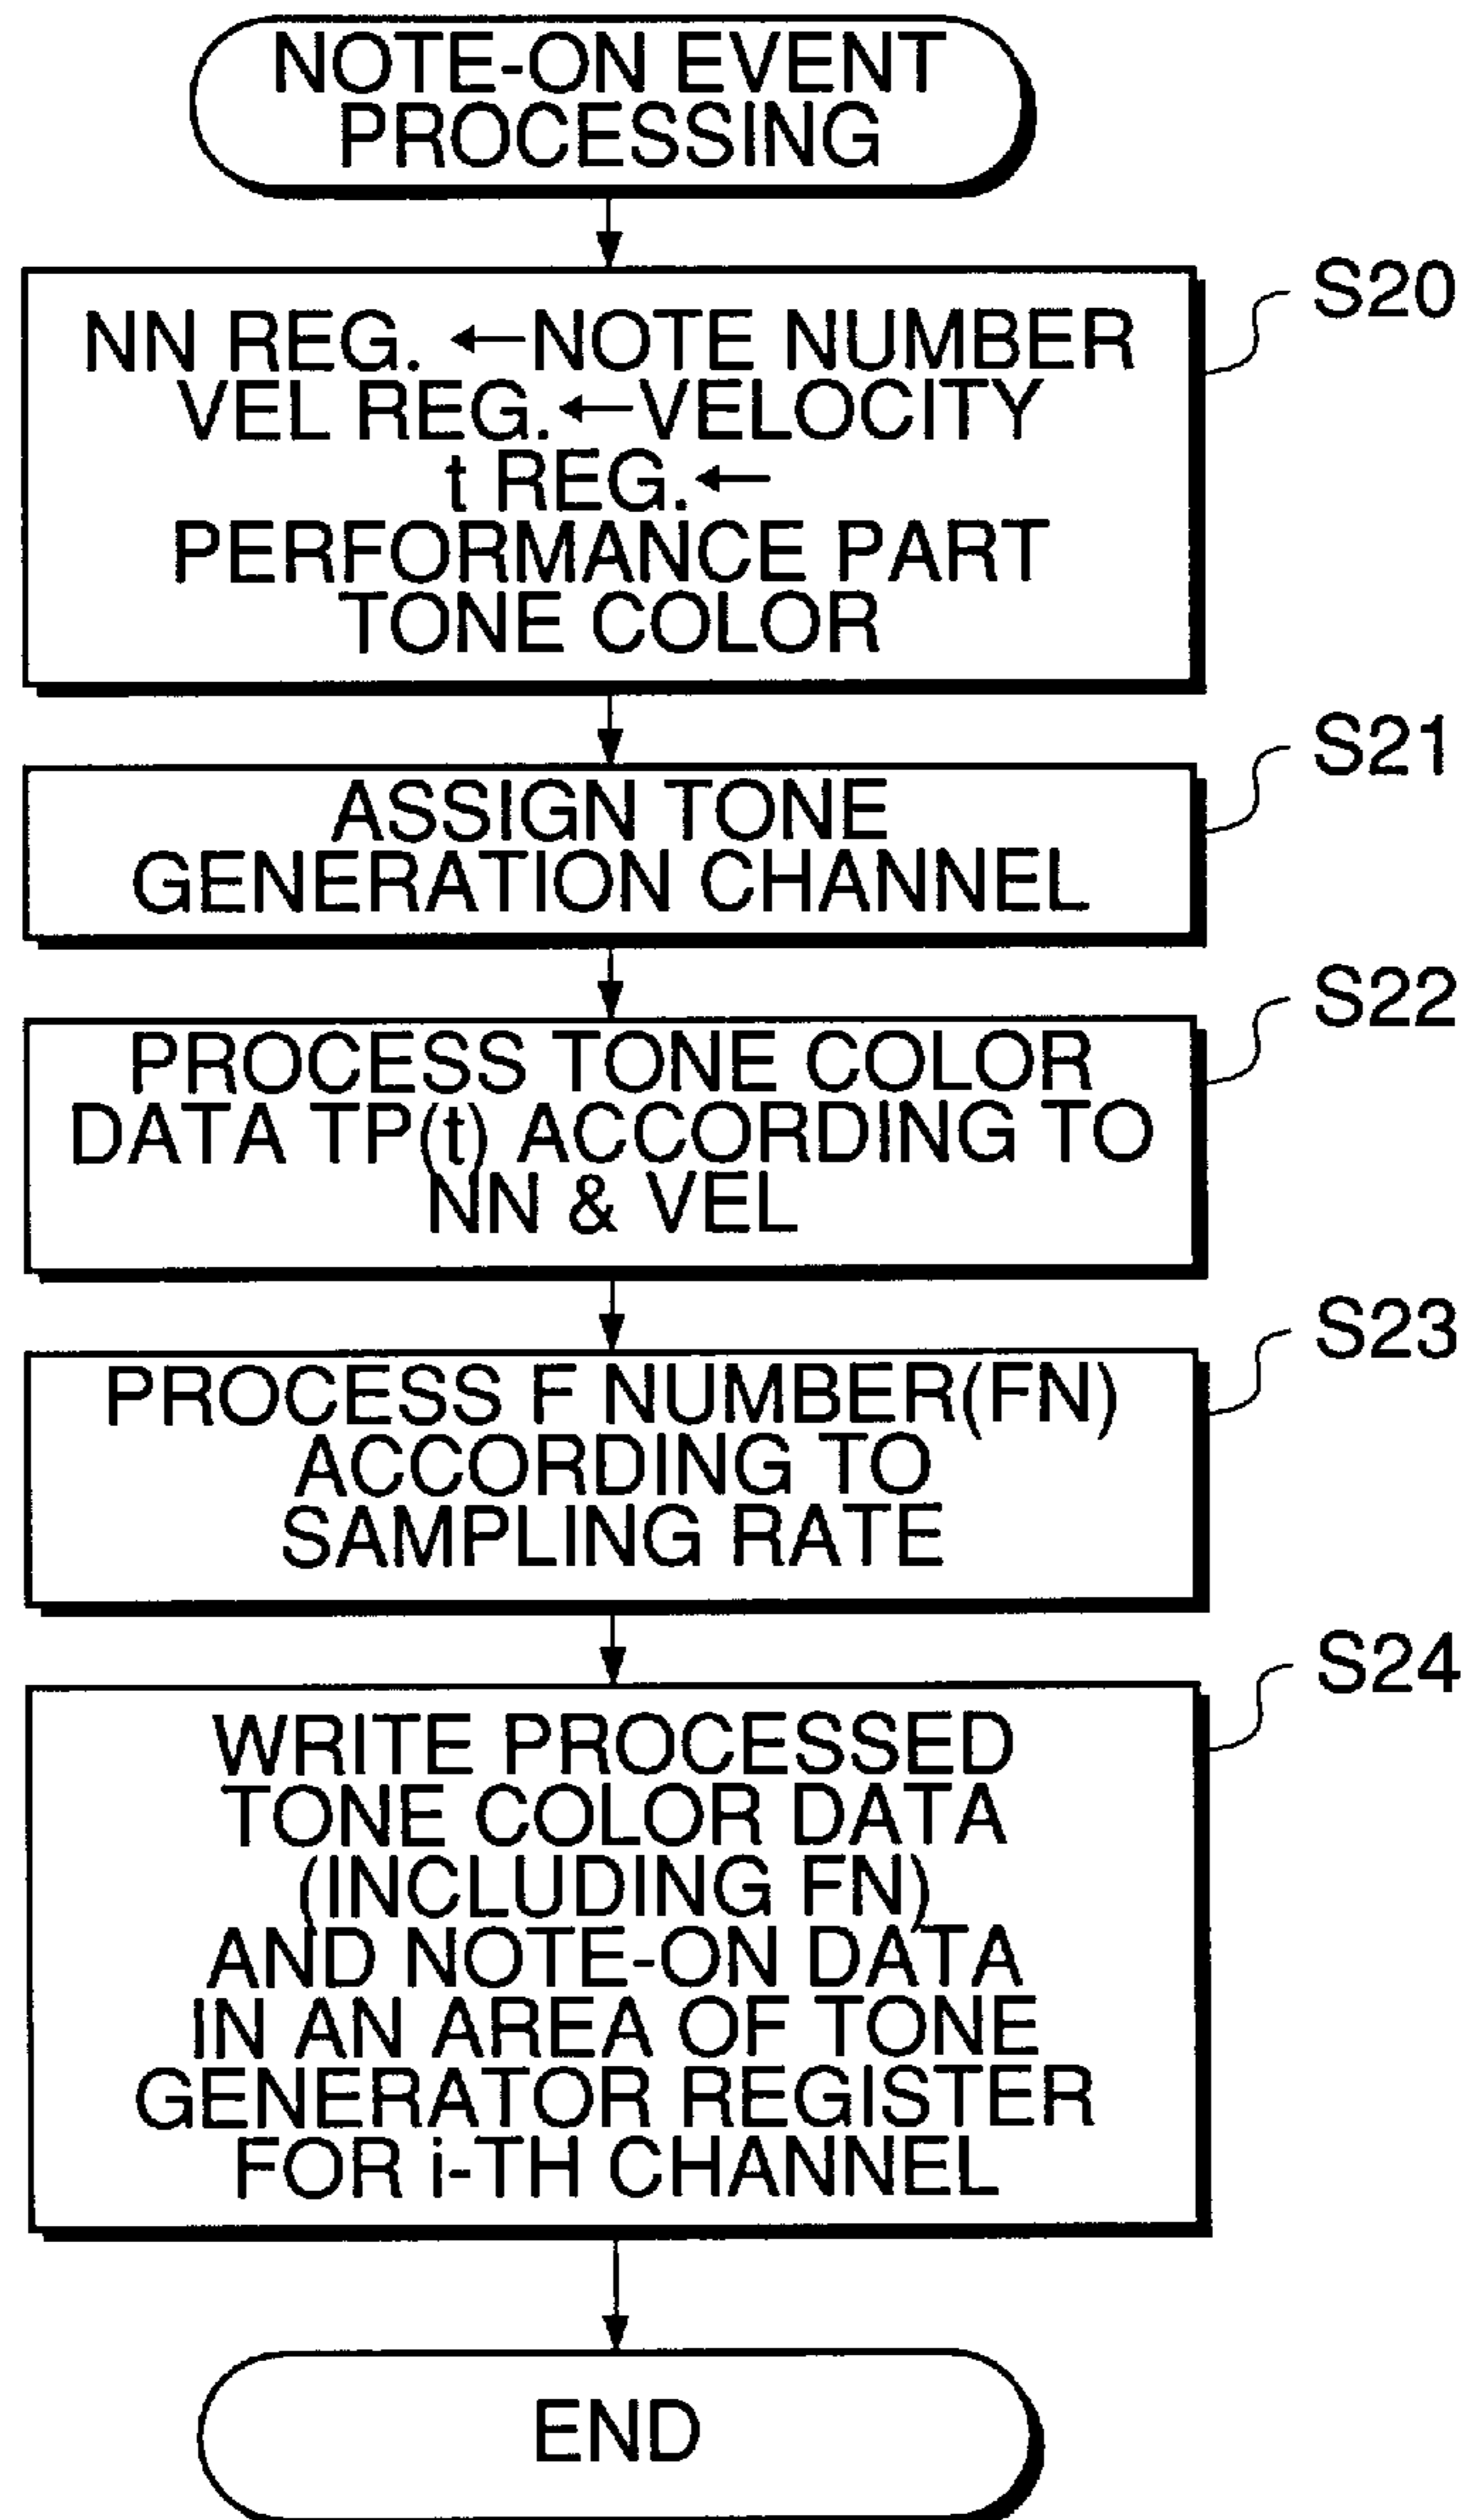 NOTE-ON EVENT
PROCESSING
S20
NN REG. ←NOTE NUMBER
VEL REG.←VELOCITY
t REG.←
PERFORMANCE PART
TONE COLOR
S21
ASSIGN TONE
GENERATION CHANNEL
S22
PROCESS TONE COLOR
DATA TP(t) ACCORDING TO
NN & VEL
S23
PROCESS F NUMBER(FN)
ACCORDING TO
SAMPLING RATE
S24
WRITE PROCESSED
TONE COLOR DATA
(INCLUDING FN)
AND NOTE-ON DATA
IN AN AREA OF TONE
GENERATOR REGISTER
FOR i-TH CHANNEL
END